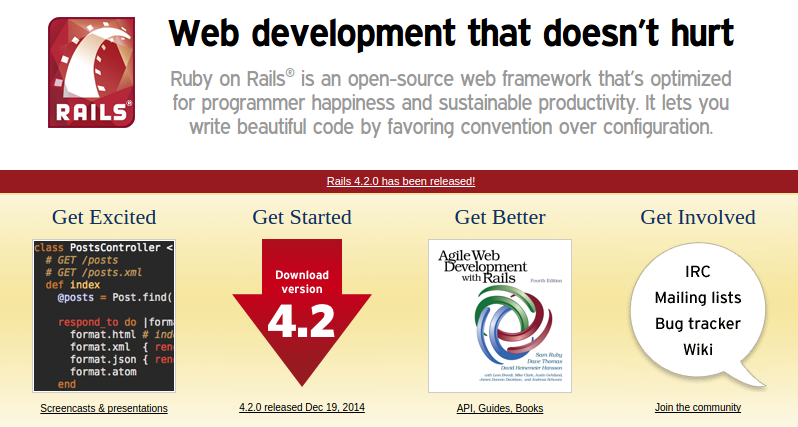 RAILS®
Web development that doesn't hurt
Ruby on Rails® is an open-source web framework that's optimized
for programmer happiness and sustainable productivity. It lets you
write beautiful code by favoring convention over configuration.
Rails 4.2.0 has been released!
Get Excited
class PostsController <
# GET /posts
# GET /posts.xml
def index
@posts = Post.find(
respond_to do |form
format.html # ind
format.xml { ren
format.json { ren
format.atom
end
Screencasts & presentations
Get Started
Download
version
4.2
4.2.0 released Dec 19, 2014
Get Better
Agile Web
Development
with Rails
Fourth Edition
Sam Ruby
Dave Thomas
David Heinemeier Hansson
API, Guides, Books
Get Involved
IRC
Mailing lists
Bug tracker
Wiki
Join the community